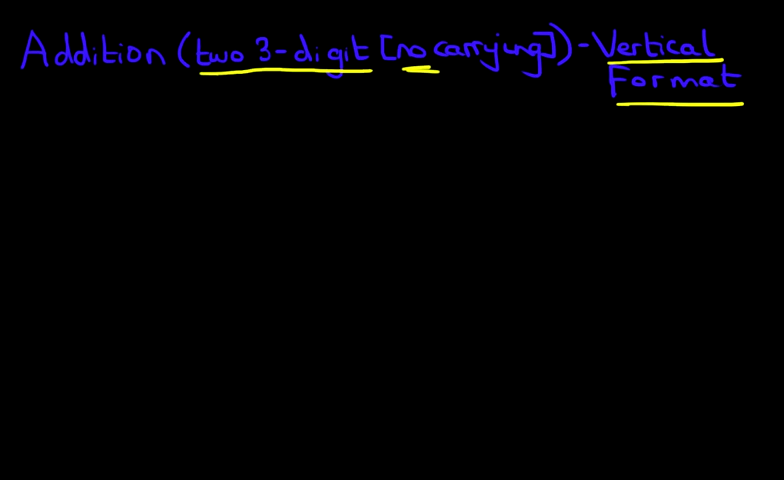 Addition (two 3-digit [no carrying]) - Vertical
Format